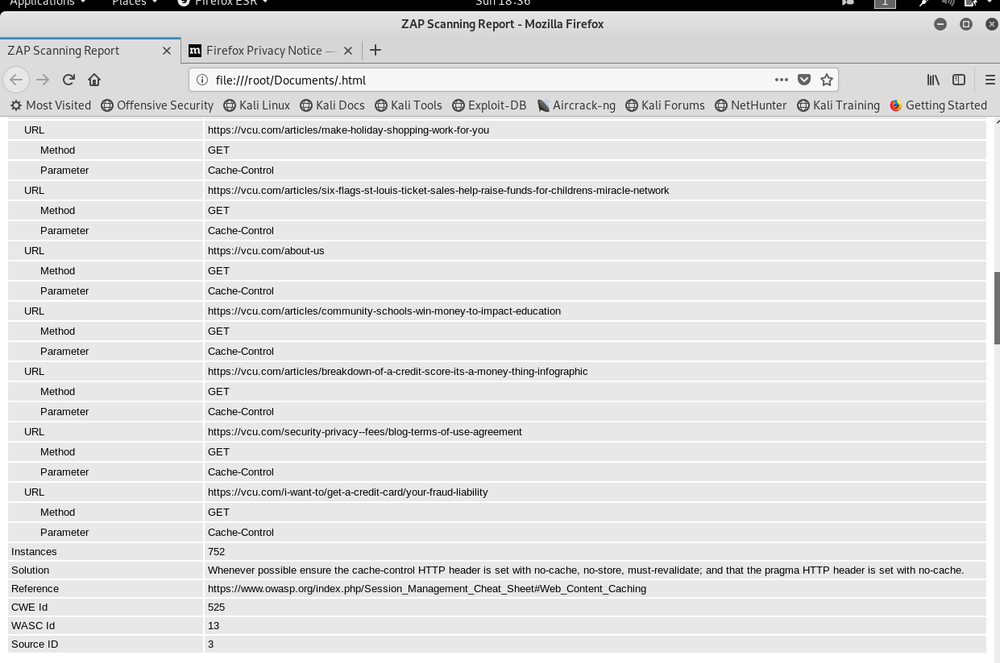 Applications Places Firefox ESR Sun 18:36 1
ZAP Scanning Report - Mozilla Firefox
ZAP Scanning Report m Firefox Privacy Notice —
file:///root/Documents/.html
Most Visited Offensive Security Kali Linux Kali Docs Kali Tools Exploit-DB Aircrack-ng Kali Forums NetHunter Kali Training Getting Started
URL https://vcu.com/articles/make-holiday-shopping-work-for-you
Method GET
Parameter Cache-Control
URL https://vcu.com/articles/six-flags-st-louis-ticket-sales-help-raise-funds-for-childrens-miracle-network
Method GET
Parameter Cache-Control
URL https://vcu.com/about-us
Method GET
Parameter Cache-Control
URL https://vcu.com/articles/community-schools-win-money-to-impact-education
Method GET
Parameter Cache-Control
URL https://vcu.com/articles/breakdown-of-a-credit-score-its-a-money-thing-infographic
Method GET
Parameter Cache-Control
URL https://vcu.com/security-privacy--fees/blog-terms-of-use-agreement
Method GET
Parameter Cache-Control
URL https://vcu.com/i-want-to/get-a-credit-card/your-fraud-liability
Method GET
Parameter Cache-Control
Instances 752
Solution Whenever possible ensure the cache-control HTTP header is set with no-cache, no-store, must-revalidate; and that the pragma HTTP header is set with no-cache.
Reference https://www.owasp.org/index.php/Session_Management_Cheat_Sheet#Web_Content_Caching
CWE Id 525
WASC Id 13
Source ID 3